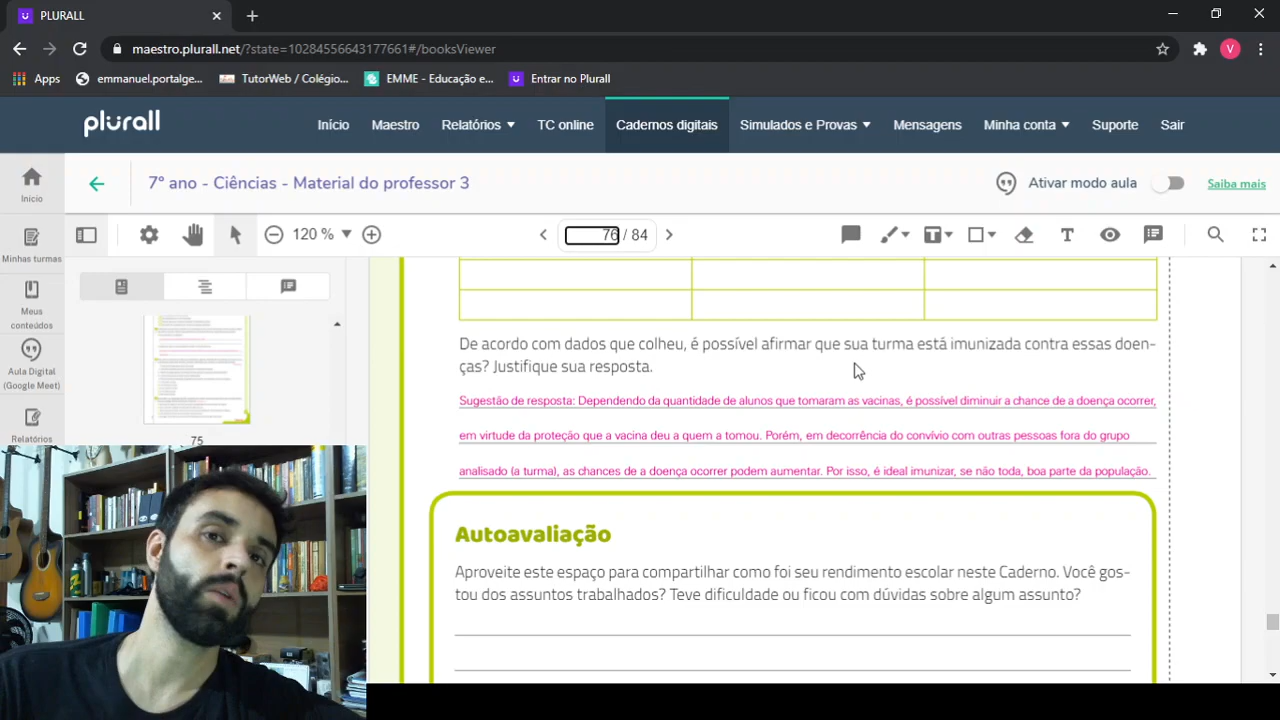 PLURALL
maestro.plurall.net/?state=10284556643177661#/booksViewer
V
Apps
emmanuel.portalge...
TutorWeb / Colégio...
EMME - Educação e...
Entrar no Plurall
plurall
Início
Maestro
Relatórios
TC online
Cadernos digitais
Simulados e Provas
Mensagens
Minha conta
Suporte
Sair
Início
7º ano - Ciências - Material do professor 3
Ativar modo aula
Saiba mais
Minhas turmas
120 %
76 / 84
T
T
Meus
conteúdos
Aula Digital
(Google Meet)
Relatórios
75
De acordo com dados que colheu, é possível afirmar que sua turma está imunizada contra essas doen-
ças? Justifique sua resposta.
Sugestão de resposta: Dependendo da quantidade de alunos que tomaram as vacinas, é possível diminuir a chance de a doença ocorrer,
em virtude da proteção que a vacina deu a quem a tomou. Porém, em decorrência do convívio com outras pessoas fora do grupo
analisado (a turma), as chances de a doença ocorrer podem aumentar. Por isso, é ideal imunizar, se não toda, boa parte da população.
Autoavaliação
Aproveite este espaço para compartilhar como foi seu rendimento escolar neste Caderno. Você gos-
tou dos assuntos trabalhados? Teve dificuldade ou ficou com dúvidas sobre algum assunto?